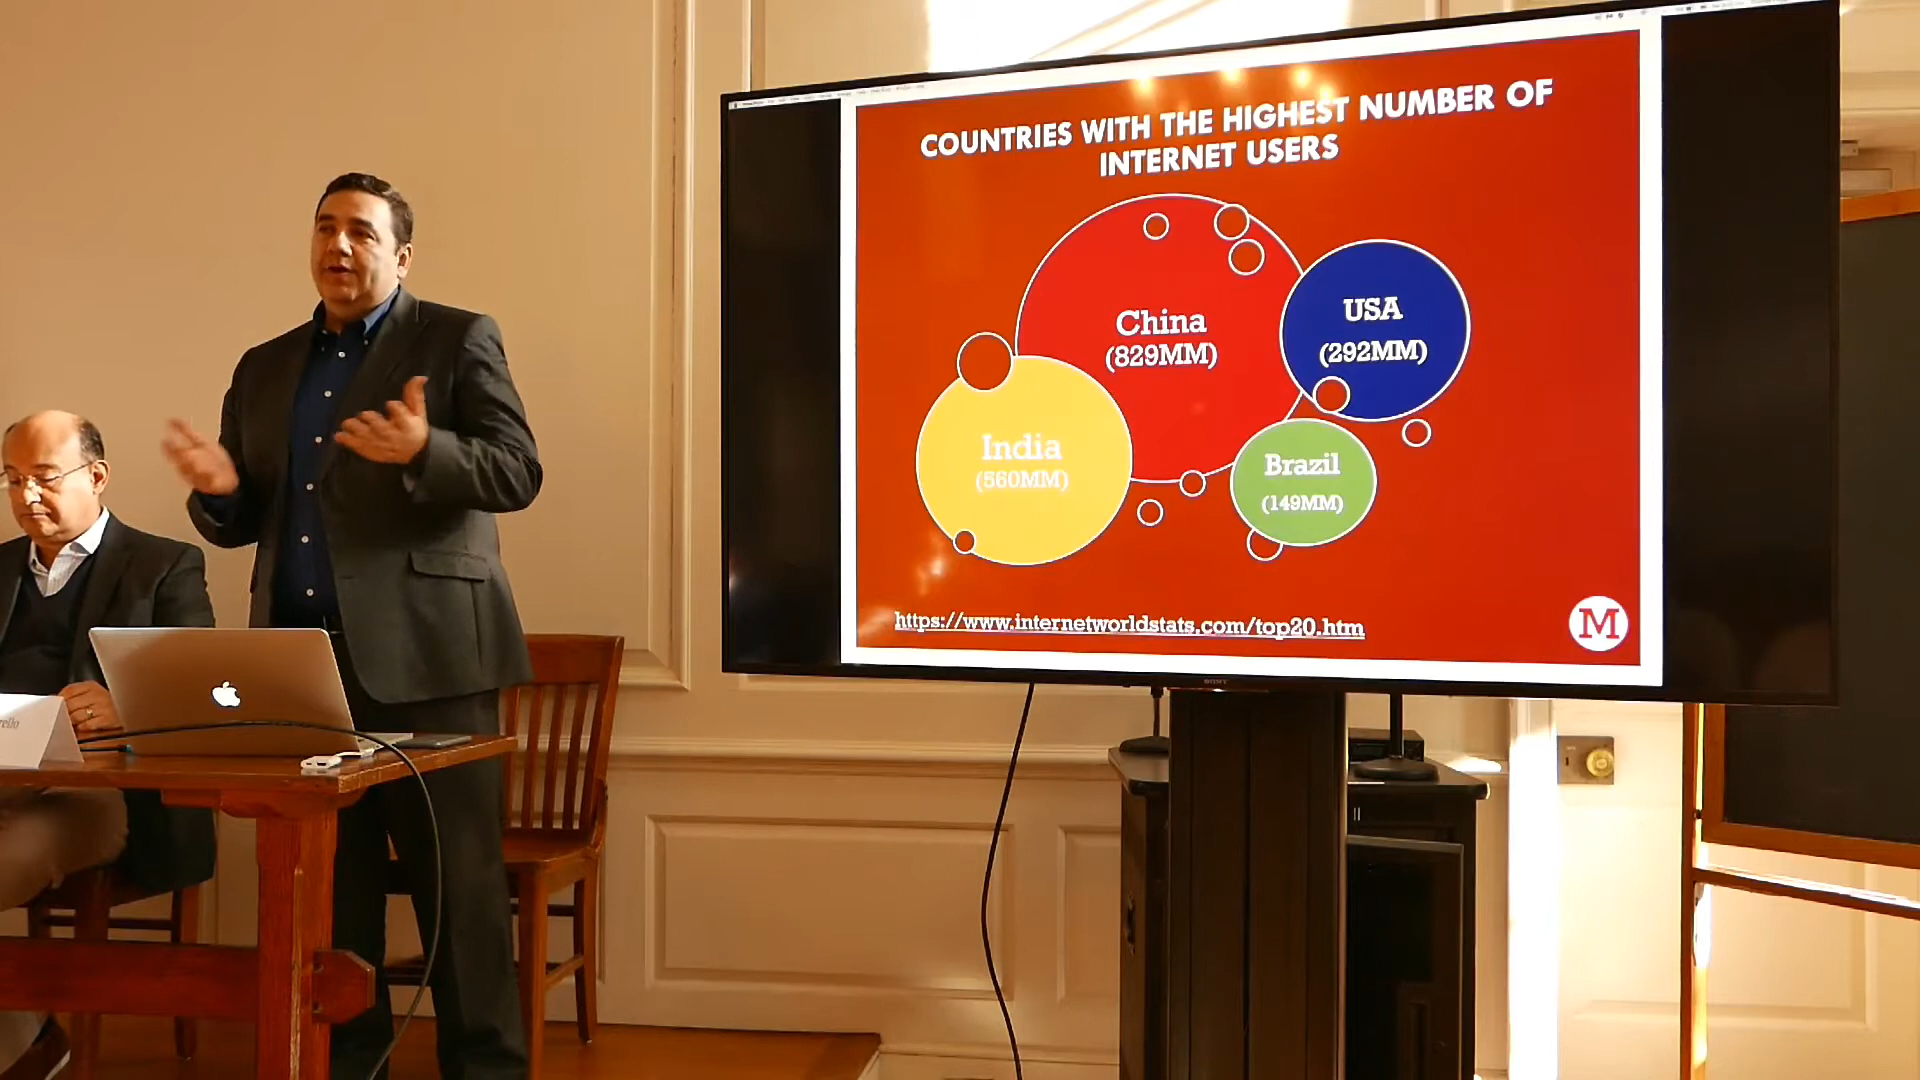 COUNTRIES WITH THE HIGHEST NUMBER OF
INTERNET USERS
China
(829MM)
USA
(292MM)
India
(560MM)
Brazil
(149MM)
https://www.internetworldstats.com/top20.htm
M
SONY